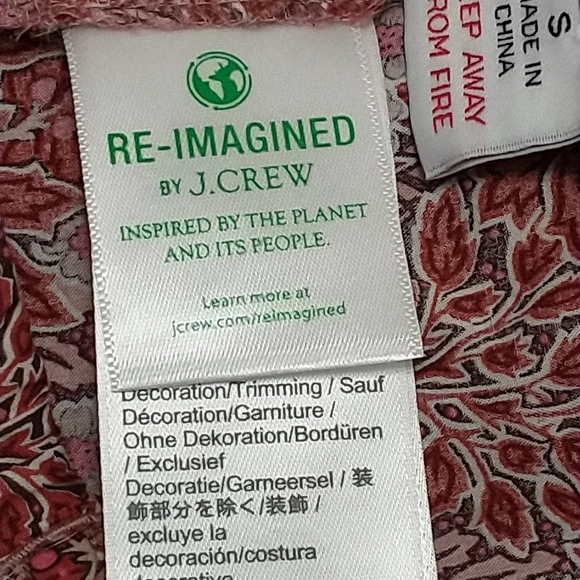 RE-IMAGINED
BY J.CREW
INSPIRED BY THE PLANET
AND ITS PEOPLE.
Learn more at
jcrew.com/reimagined
Decoration/Trimming / Sauf
Décoration/Garniture /
Ohne Dekoration/Bordüren
/ Exclusief
Decoratie/Garneersel / 装
飾部分を除く/装飾 /
excluye la
decoración/costura
decorativo
S
MADE IN
CHINA
EEP AWAY
ROM FIRE